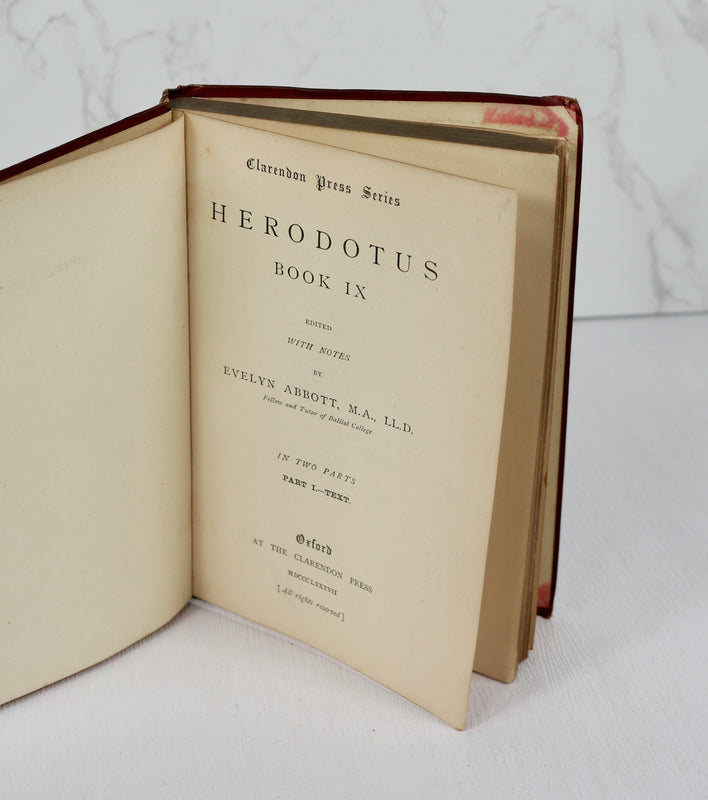 Clarendon Press Series
HERODOTUS
BOOK IX
EDITED
WITH NOTES
BY
EVELYN ABBOTT, M.A., LL.D.
Fellow and Tutor of Balliol College
IN TWO PARTS
PART I.—TEXT.
Oxford
AT THE CLARENDON PRESS
MDCCCLXXXVII
[All rights reserved]